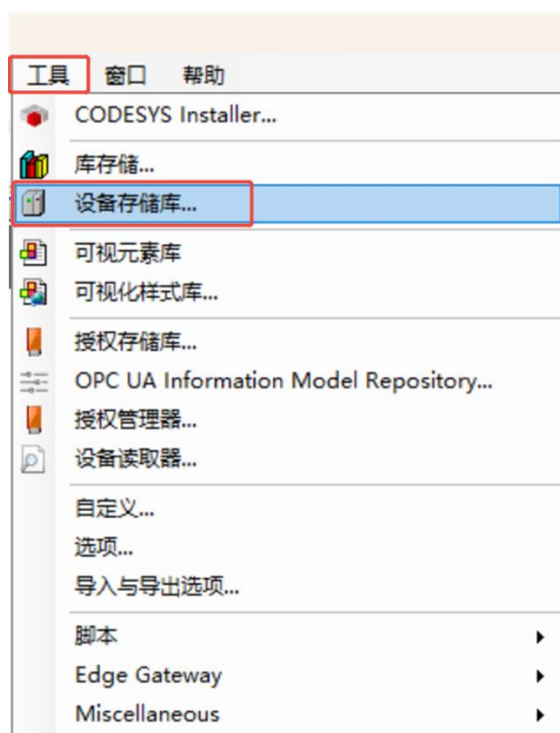 工具 窗口 帮助
CODESYS Installer...
库存储...
设备存储库...
可视元素库
可视化样式库...
授权存储库...
OPC UA Information Model Repository...
授权管理器...
设备读取器...
自定义...
选项...
导入与导出选项...
脚本
Edge Gateway
Miscellaneous